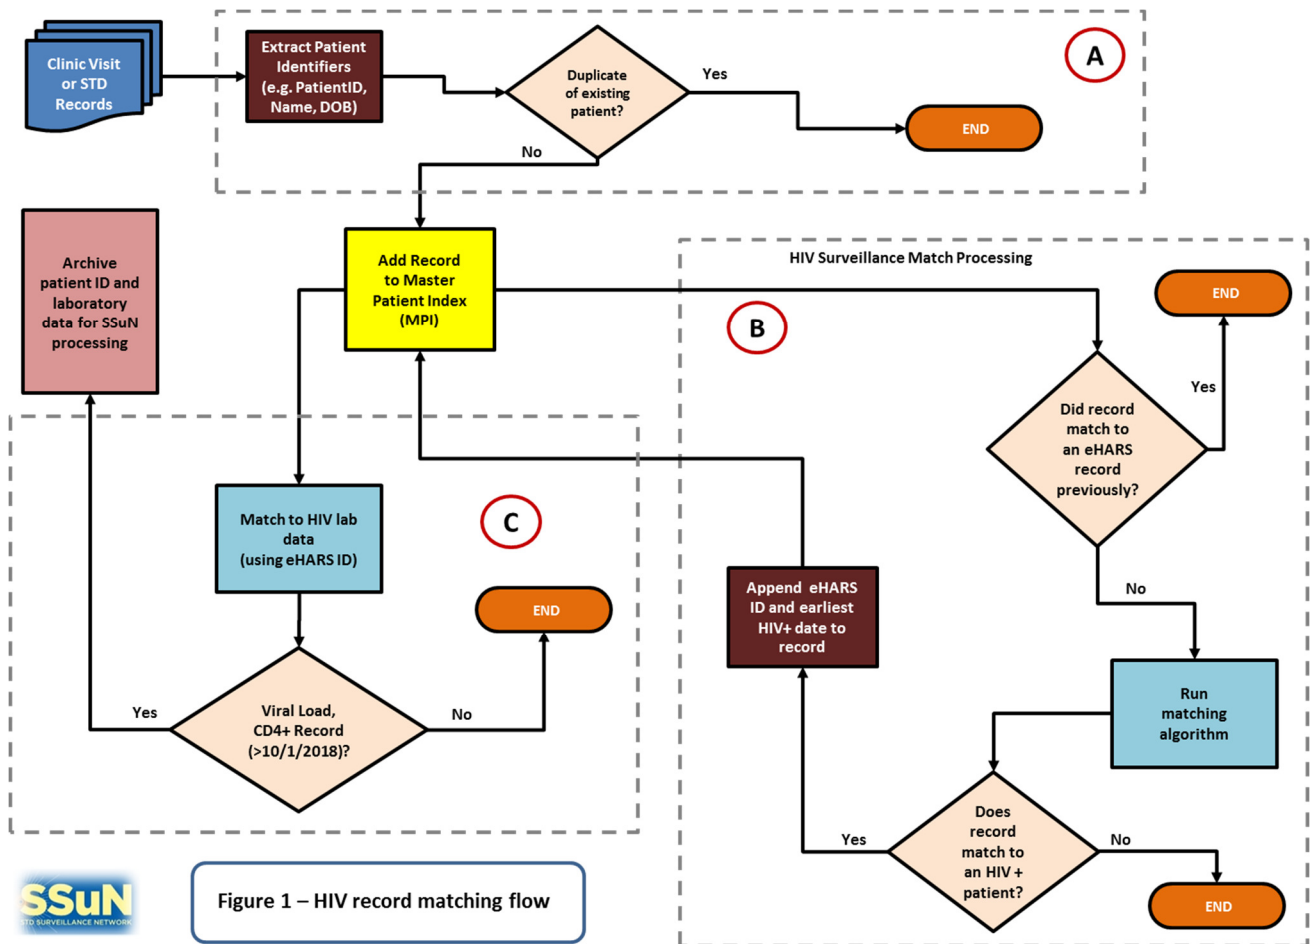 Clinic Visit
or STD
Records
Extract Patient
Identifiers
(e.g. PatientID,
Name, DOB)
Duplicate
of existing
patient?
Yes
No
END
A
Archive
patient ID and
laboratory
data for SSuN
processing
Add Record
to Master
Patient Index
(MPI)
HIV Surveillance Match Processing
B
END
Yes
Did record
match to
an eHARS
record
previously?
No
Run
matching
algorithm
Append eHARS
ID and earliest
HIV+ date to
record
Does
record
match to
an HIV +
patient?
Yes
No
END
C
Match to HIV lab
data
(using eHARS ID)
Viral Load,
CD4+ Record
(>10/1/2018)?
Yes
No
END
SSuN
STD SURVEILLANCE NETWORK
Figure 1 – HIV record matching flow